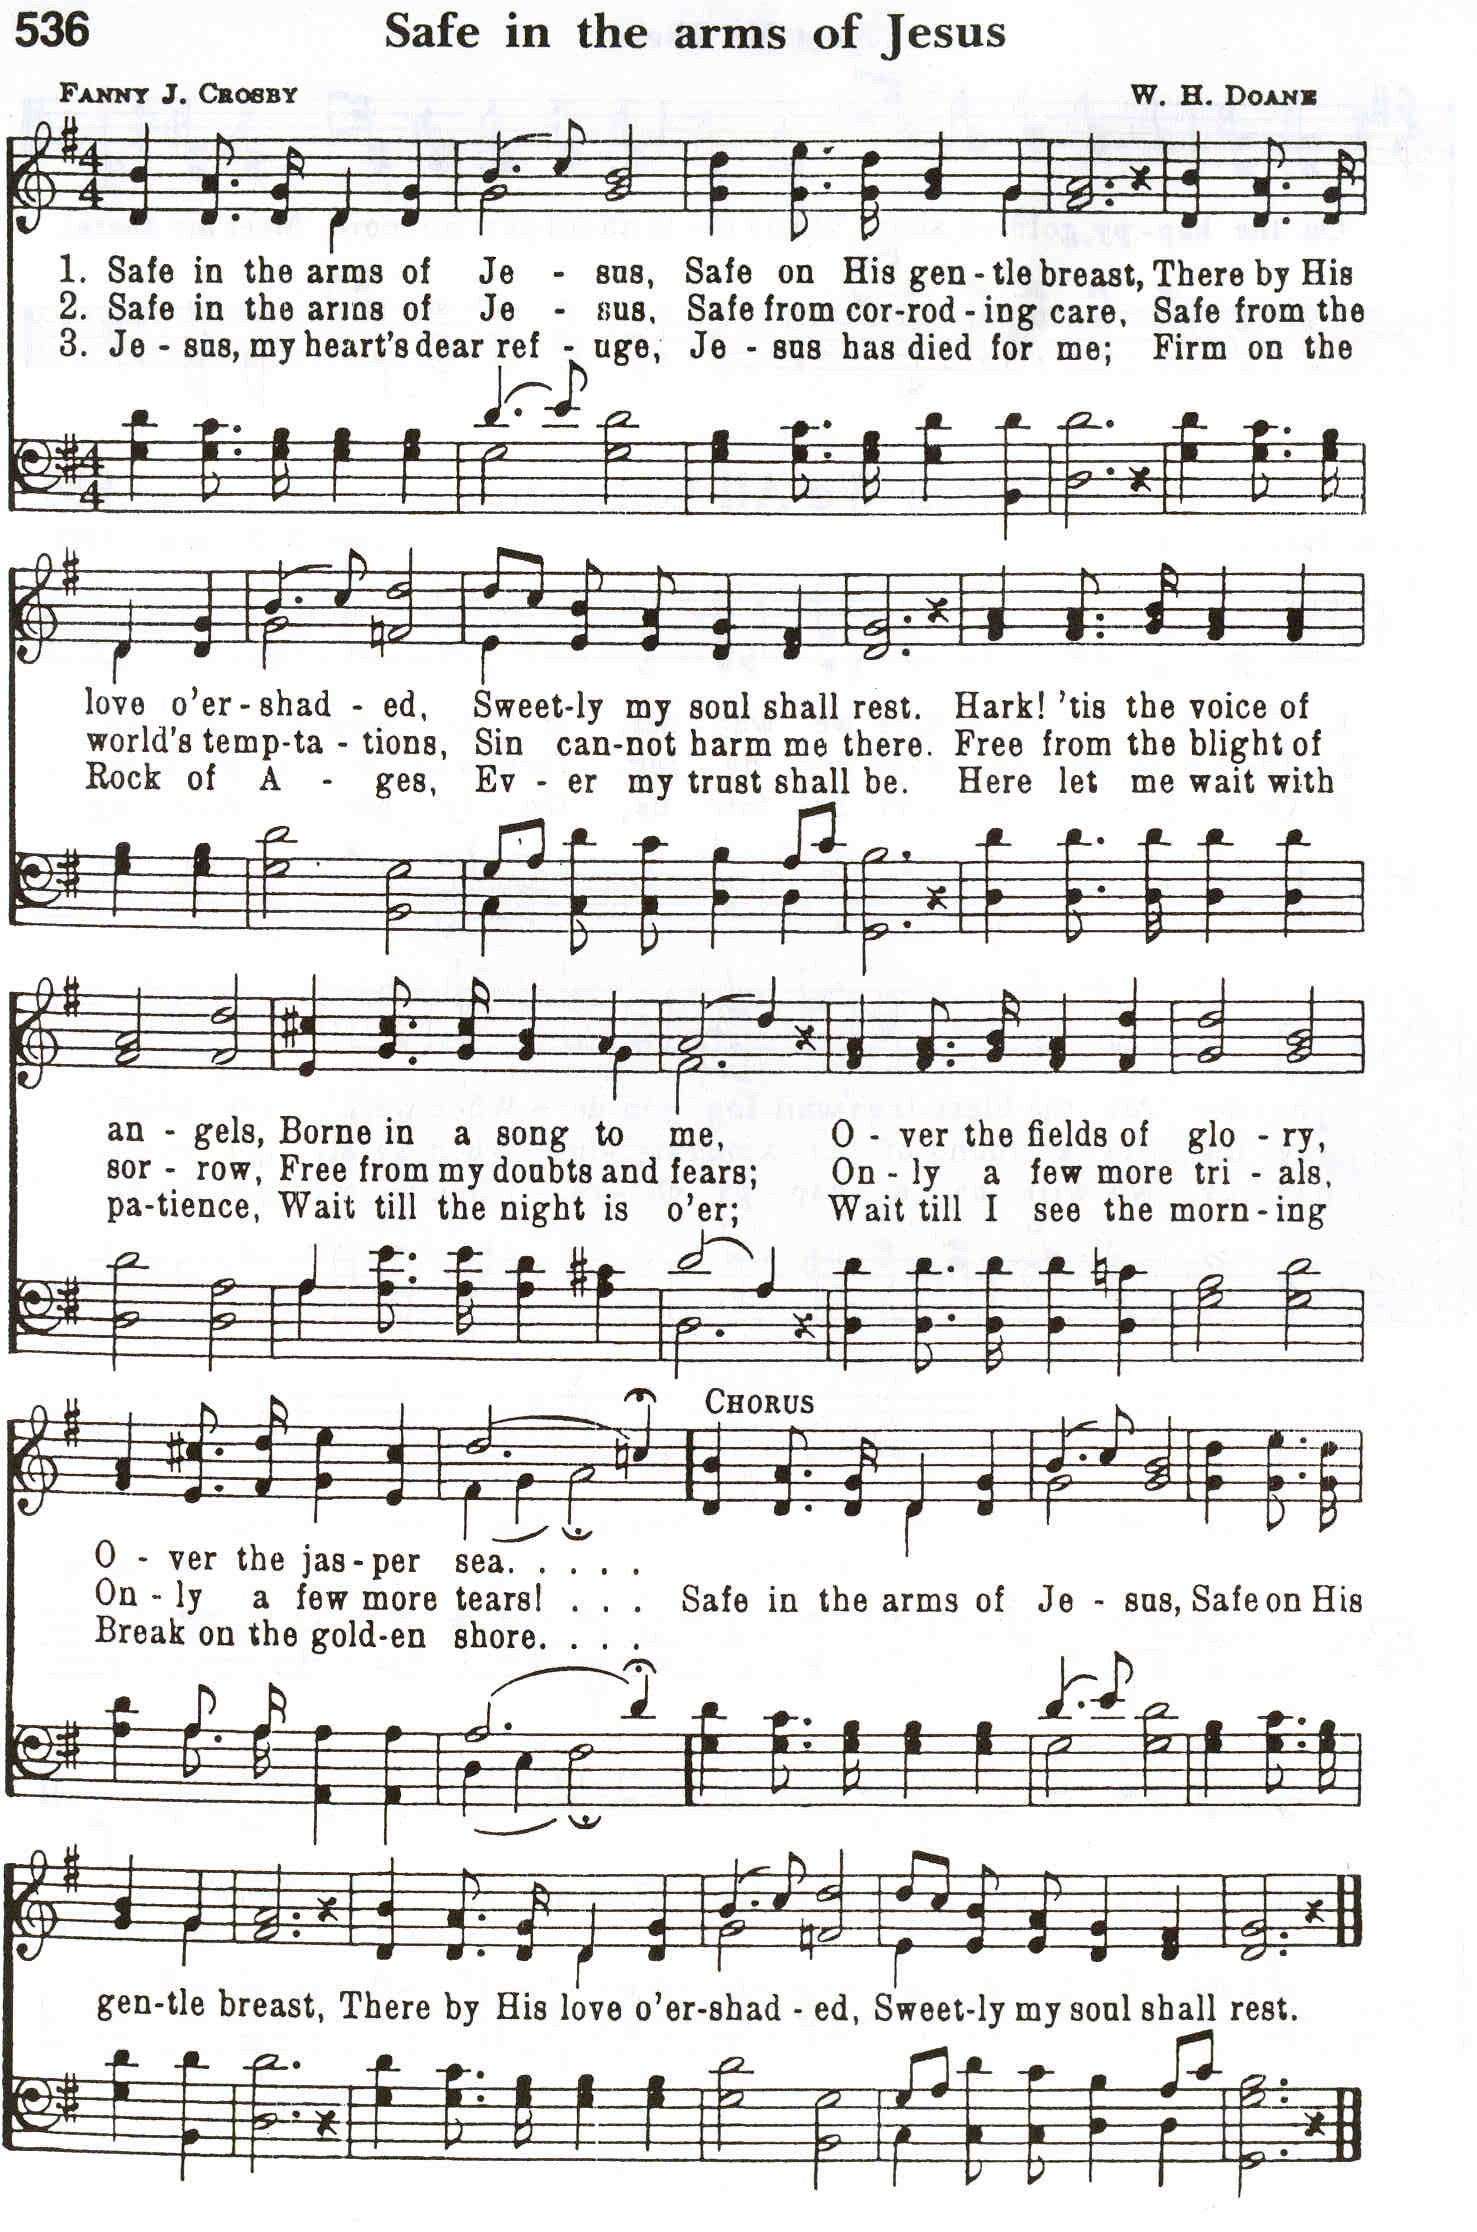 536 Safe in the arms of Jesus
FANNY J. CROSBY W. H. DOANE
1. Safe in the arms of Je - sus, Safe on His gen - tle breast, There by His
2. Safe in the arms of Je - sus, Safe from cor-rod - ing care, Safe from the
3. Je - sus, my heart's dear ref - uge, Je - sus has died for me; Firm on the
love o'er - shad - ed, Sweet-ly my soul shall rest. Hark! 'tis the voice of
world's temp-ta - tions, Sin can-not harm me there. Free from the blight of
Rock of A - ges, Ev - er my trust shall be. Here let me wait with
an - gels, Borne in a song to me, O - ver the fields of glo - ry,
sor - row, Free from my doubts and fears; On - ly a few more tri - als,
pa-tience, Wait till the night is o'er; Wait till I see the morn - ing
CHORUS
O - ver the jas - per sea. . . . .
On - ly a few more tears! . . . Safe in the arms of Je - sus, Safe on His
Break on the gold-en shore. . . .
gen-tle breast, There by His love o'er-shad - ed, Sweet-ly my soul shall rest.